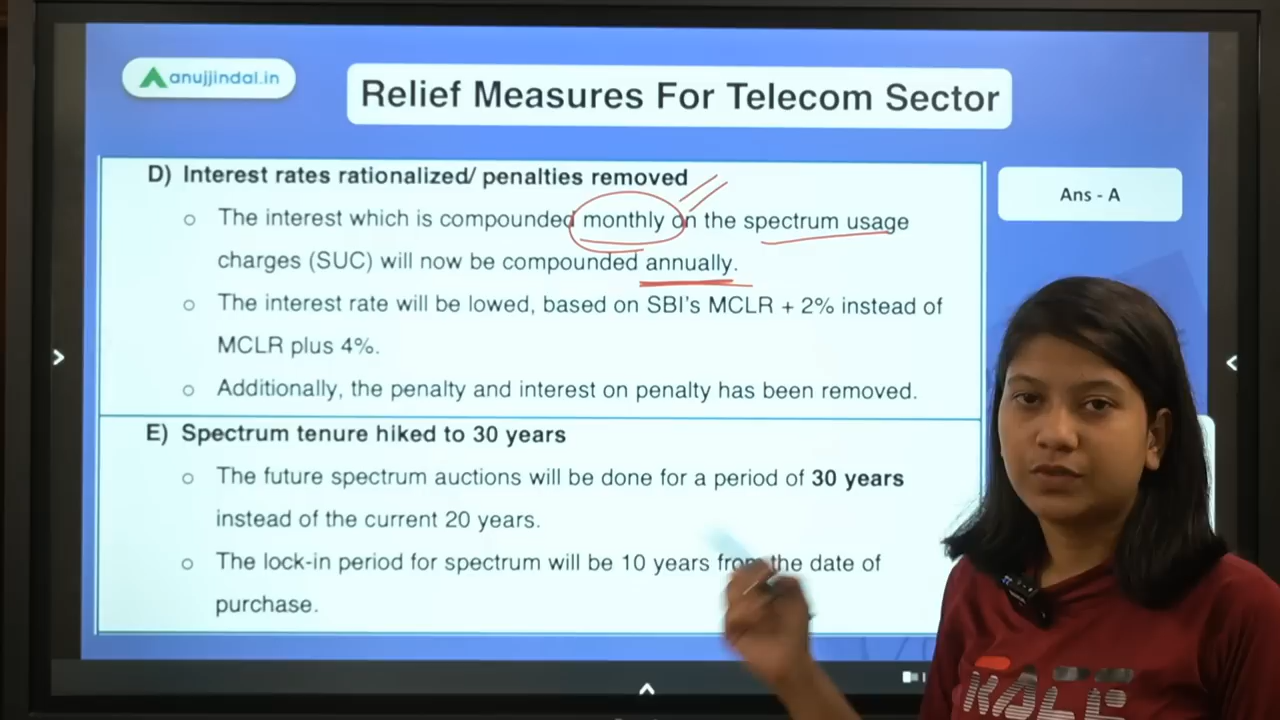 anujjindal.in
Relief Measures For Telecom Sector
D) Interest rates rationalized/ penalties removed
o The interest which is compounded monthly on the spectrum usage
charges (SUC) will now be compounded annually.
o The interest rate will be lowed, based on SBI's MCLR + 2% instead of
MCLR plus 4%.
o Additionally, the penalty and interest on penalty has been removed.
Ans - A
E) Spectrum tenure hiked to 30 years
o The future spectrum auctions will be done for a period of 30 years
instead of the current 20 years.
o The lock-in period for spectrum will be 10 years from the date of
purchase.